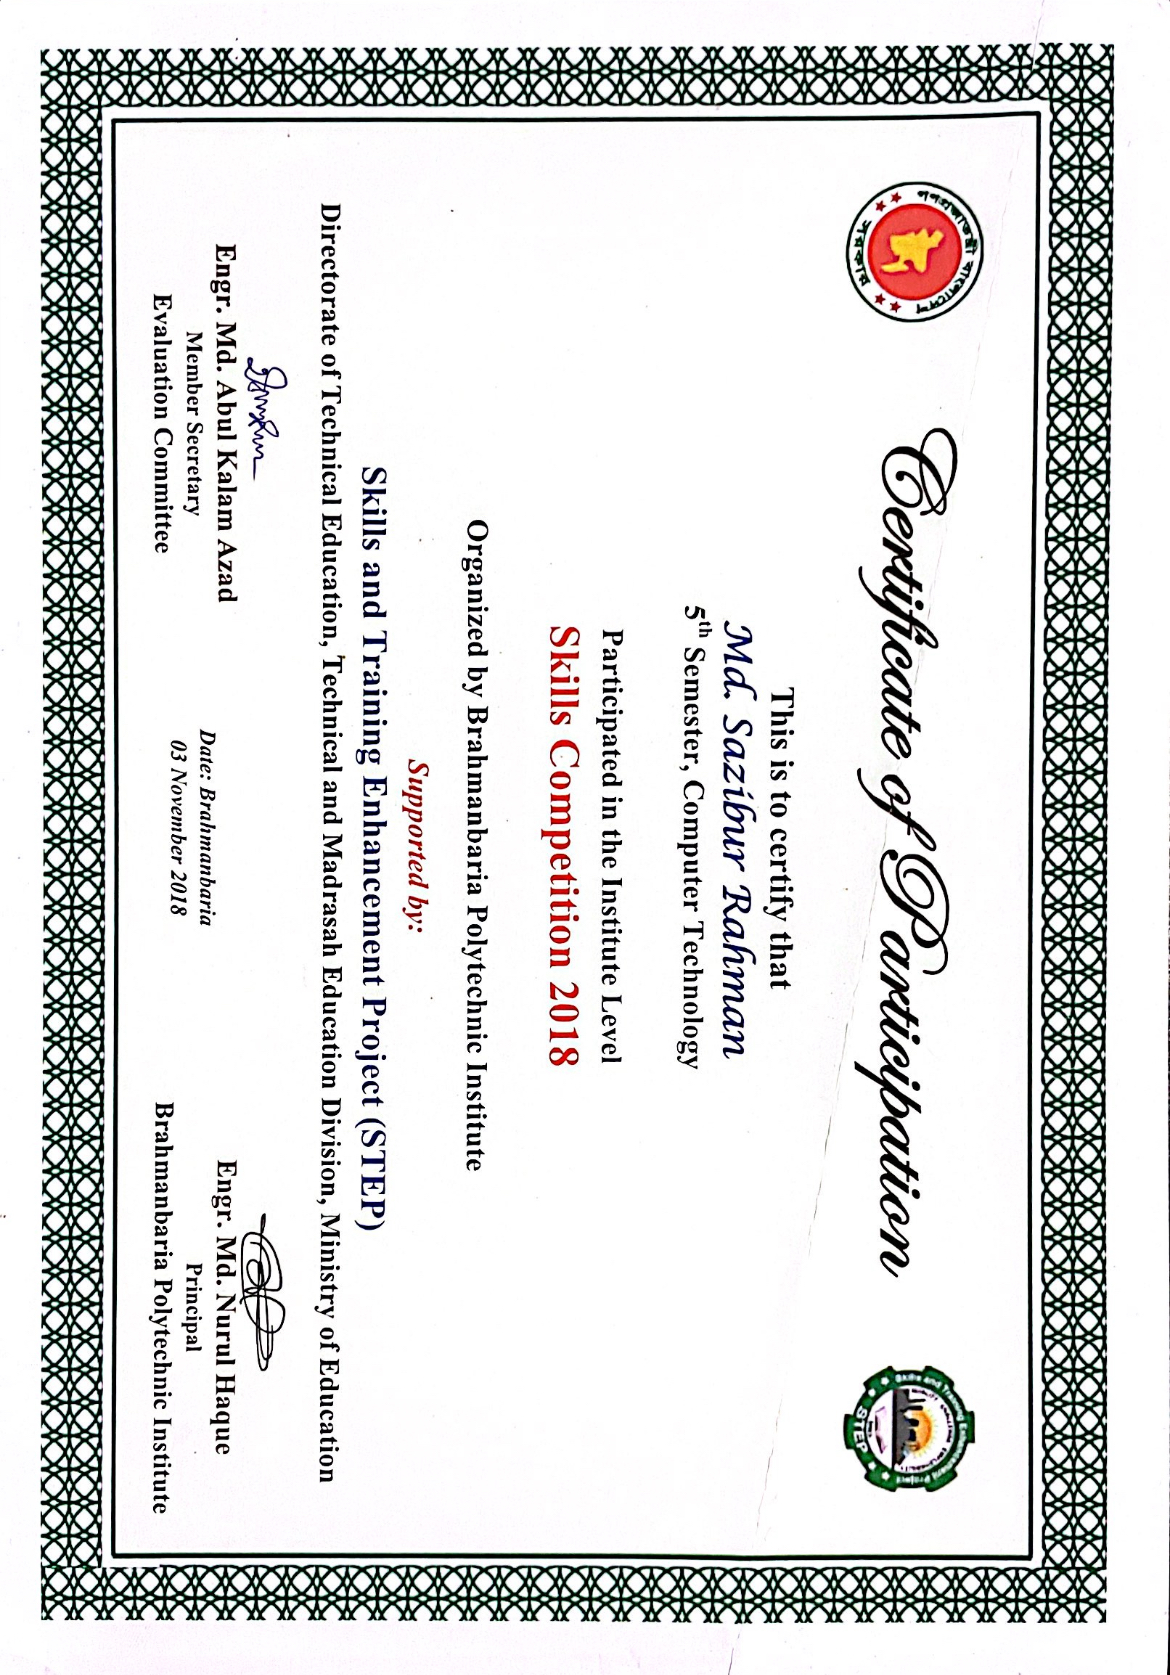 গণপ্রজাতন্ত্রী বাংলাদেশ
সরকার
Certificate of Participation
STEP
This is to certify that
Md. Sazibur Rahman
5th Semester, Computer Technology
Participated in the Institute Level
Skills Competition 2018
Organized by Brahmanbaria Polytechnic Institute
Supported by:
Skills and Training Enhancement Project (STEP)
Directorate of Technical Education, Technical and Madrasah Education Division, Ministry of Education
Engr. Md. Abul Kalam Azad
Member Secretary
Evaluation Committee
Date: Brahmanbaria
03 November 2018
Engr. Md. Nurul Haque
Principal
Brahmanbaria Polytechnic Institute